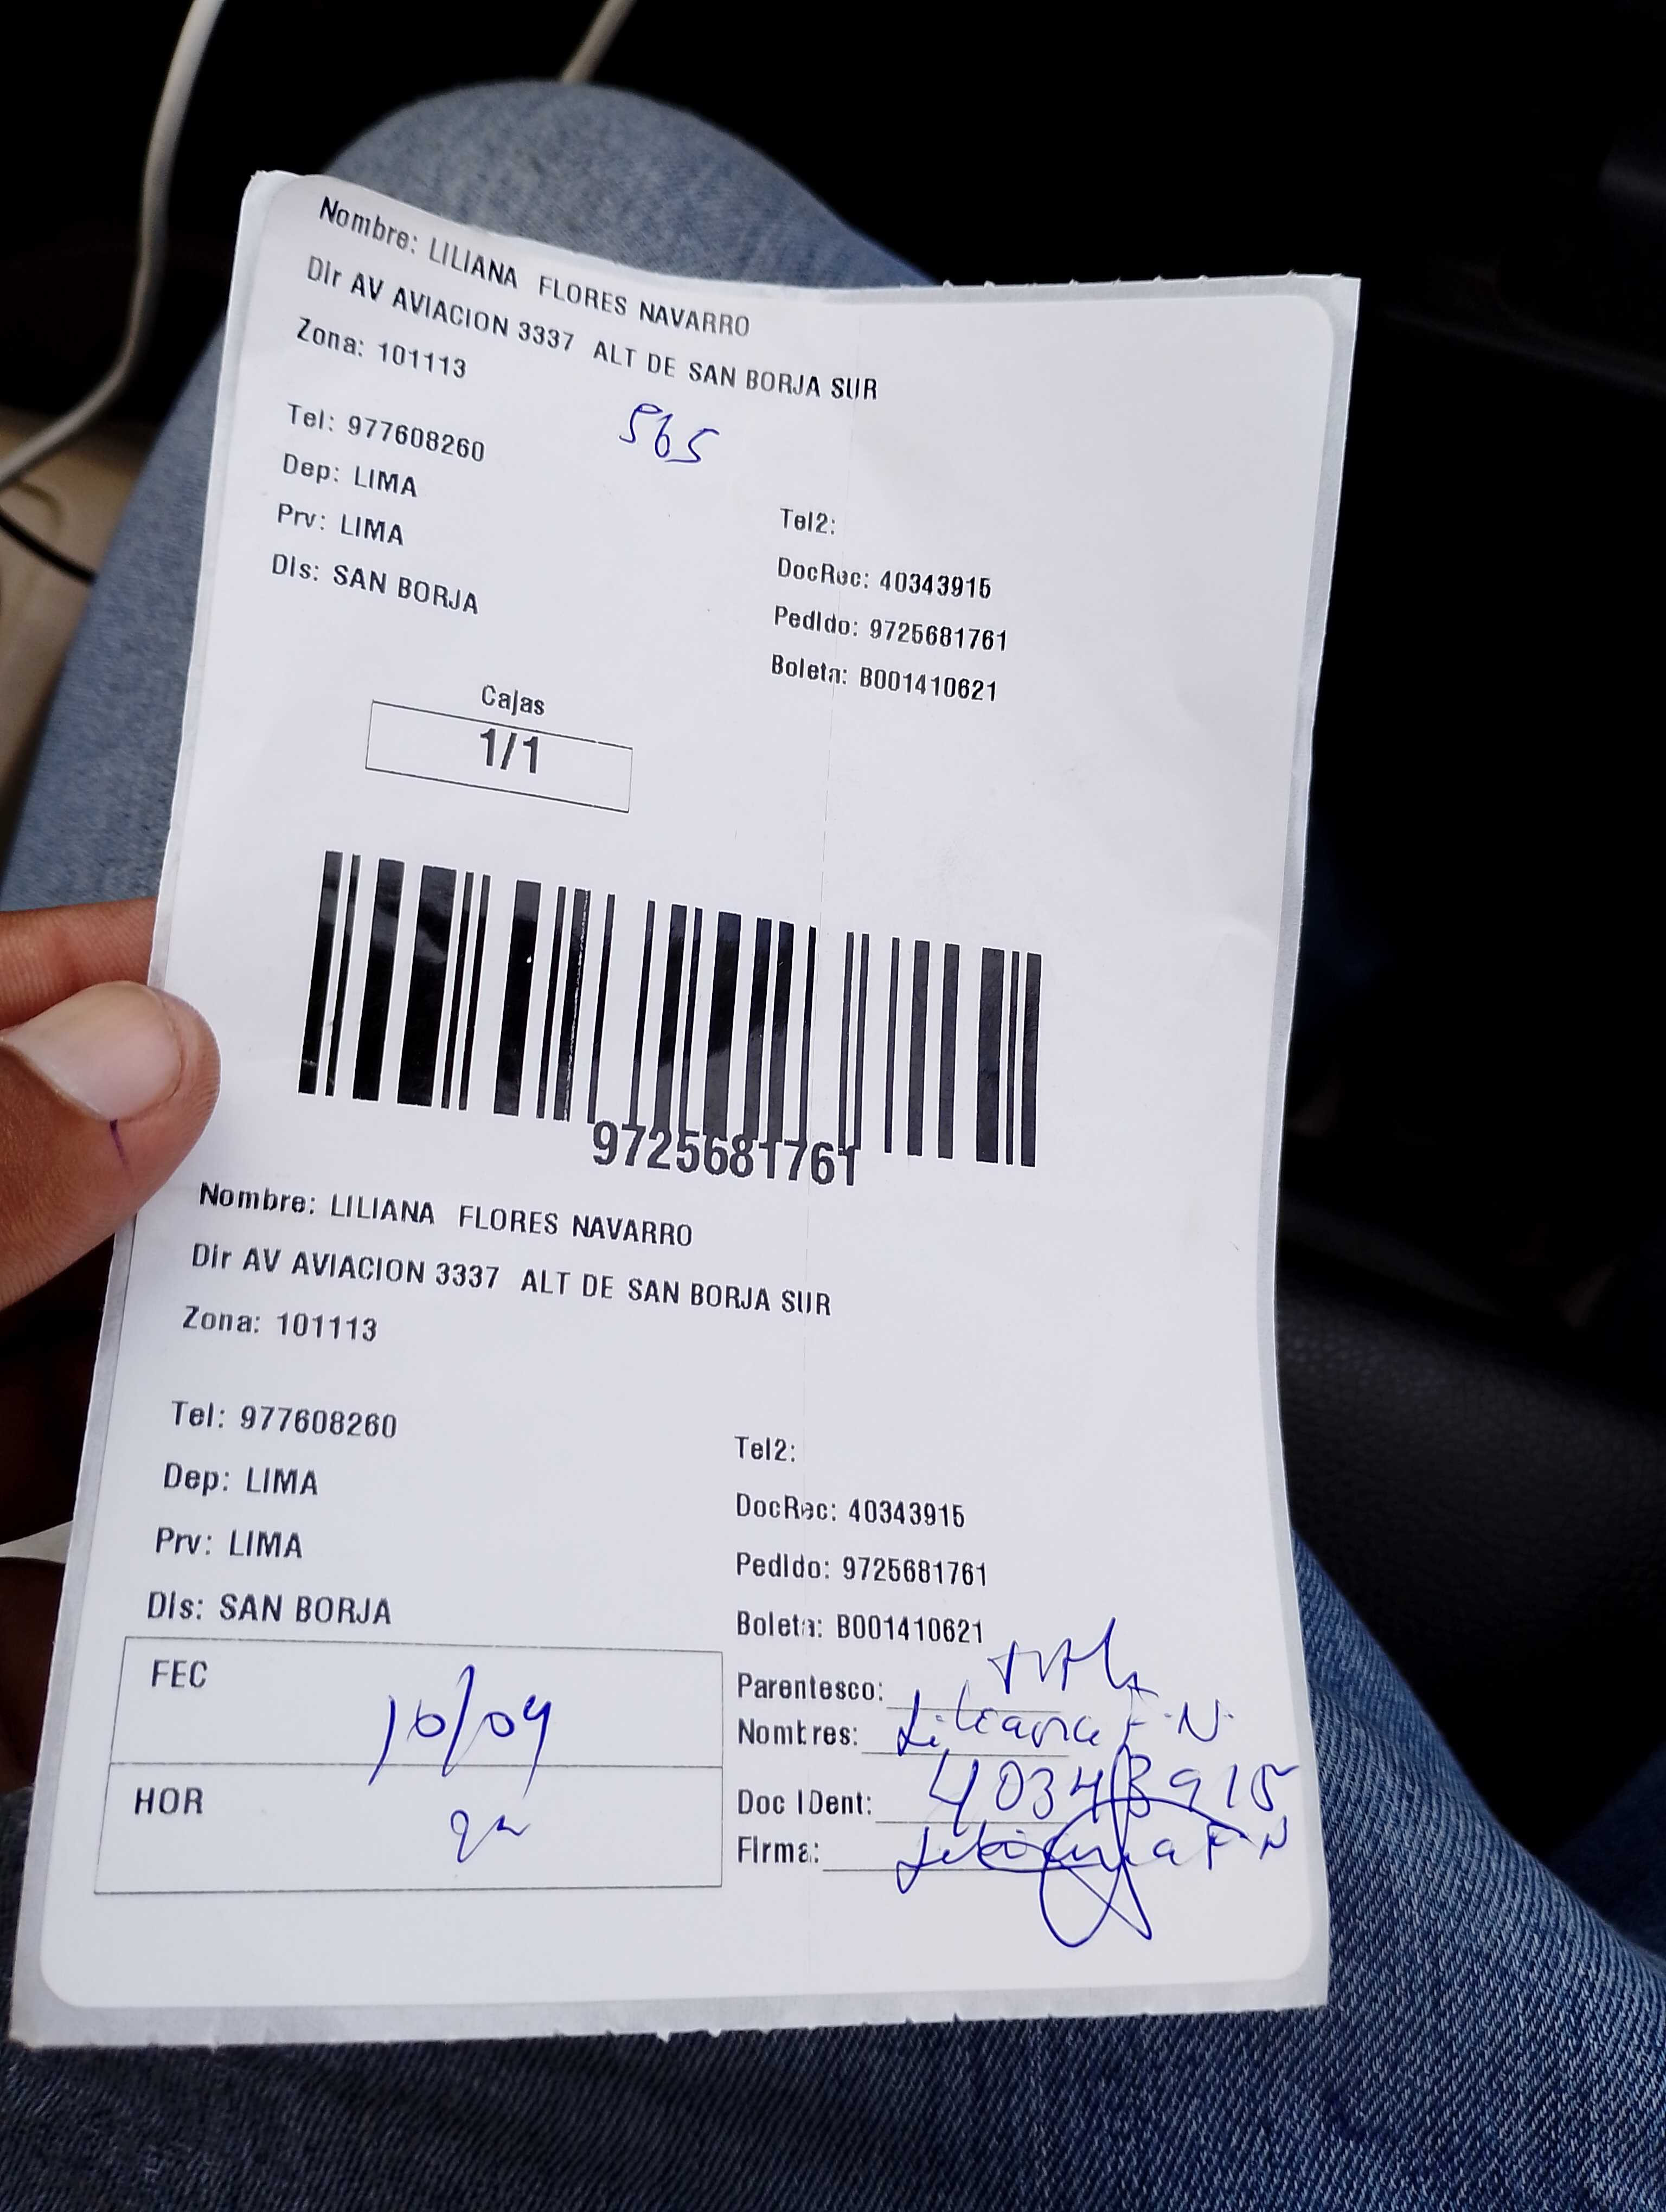 Nombre: LILIANA FLORES NAVARRO
Dir AV AVIACION 3337 ALT DE SAN BORJA SUR
Zona: 101113
565
Tel: 977608260
Dep: LIMA
Prv: LIMA
Dis: SAN BORJA
Tel2:
DocRec: 40343915
Pedido: 9725681761
Boleta: B001410621
Cajas
1/1
9725681761
Nombre: LILIANA FLORES NAVARRO
Dir AV AVIACION 3337 ALT DE SAN BORJA SUR
Zona: 101113
Tel: 977608260
Dep: LIMA
Prv: LIMA
Dis: SAN BORJA
Tel2:
DocRec: 40343915
Pedido: 9725681761
Boleta: B001410621
FEC 10/09
HOR
Parentesco:
Nombres: Liliana F.N.
Doc IDent: 40343915
Firma: Liliana F N